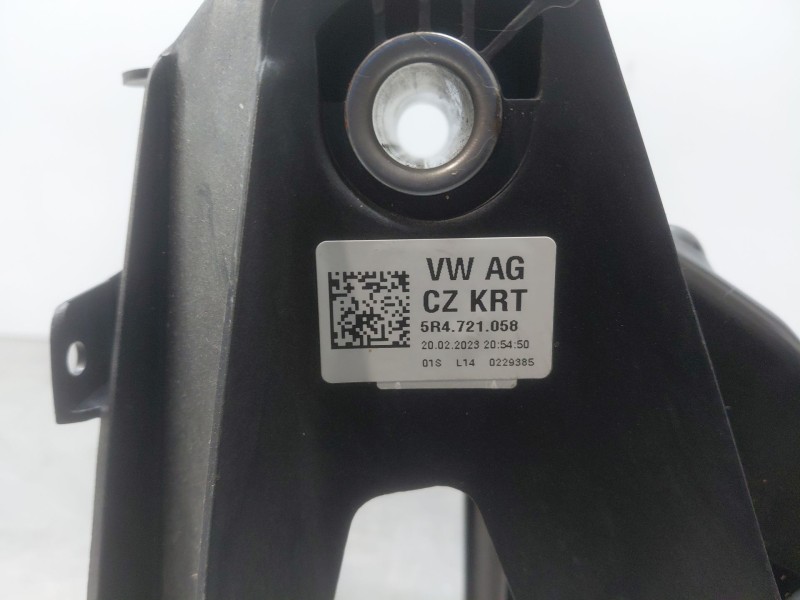 VW AG
CZ KRT
5R4.721.058
20.02.2023 20:54:50
01S L14 0229385